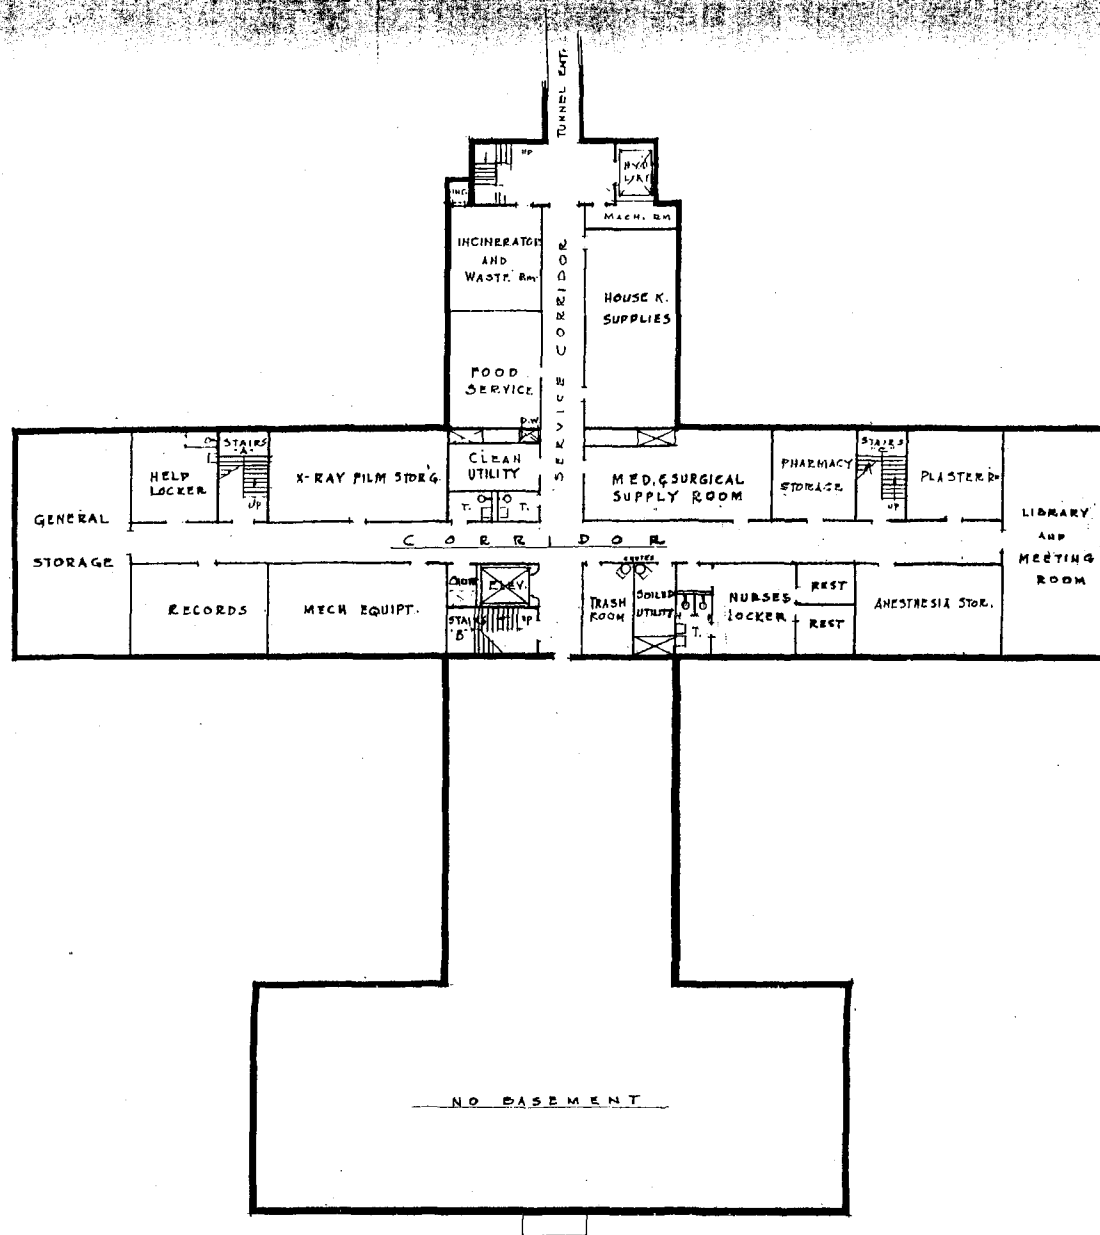 TUNNEL ENT.
UP
HYD
LIFT
MACH. RM
INCINERATOR
AND
WASTE Rm.
SERVICE CORRIDOR
HOUSE K.
SUPPLIES
FOOD
SERVICE
D.W.
GENERAL
STORAGE
HELD
LOCKER
STAIRS
"A"
UP
X-RAY FILM STOR'G.
CLEAN
UTILITY
T.
T.
MED. & SURGICAL
SUPPLY ROOM
PHARMACY
STORAGE
STAIRS
"C"
UP
PLASTER Rm
LIBRARY
AND
MEETING
ROOM
CORRIDOR
CHUTES
RECORDS
MECH EQUIPT.
ELEV.
STAIRS
"B"
UP
TRASH
ROOM
SOILED
UTILITY
T.
NURSES
LOCKER
REST
REST
ANESTHESIA STOR.
NO BASEMENT